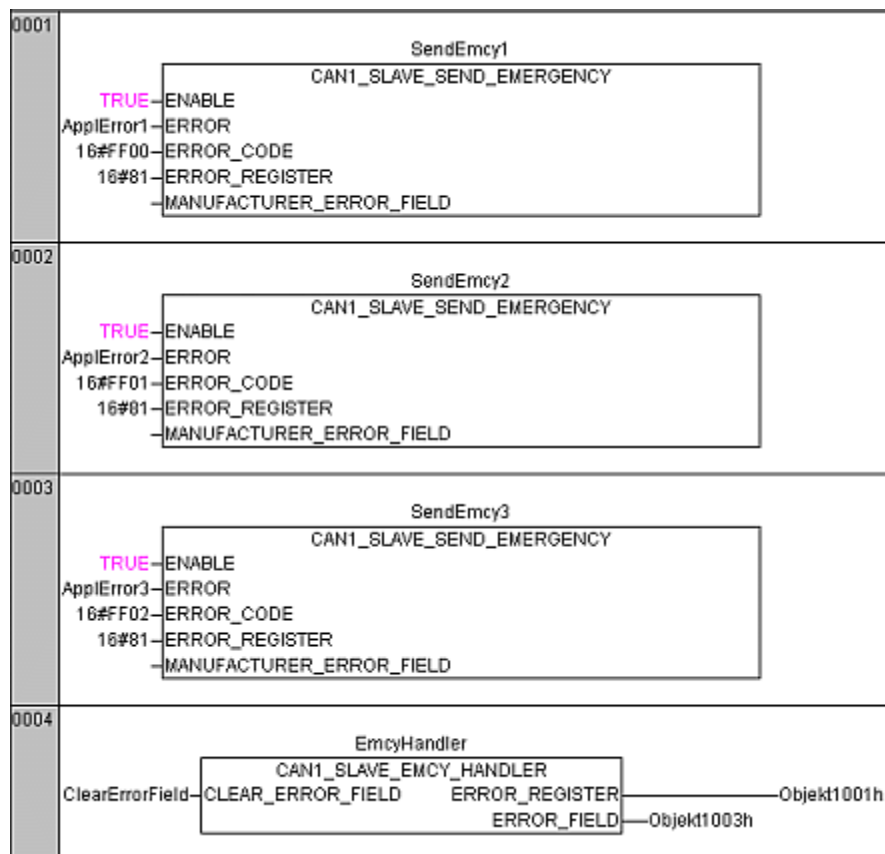 0001
SendEmcy1
CAN1_SLAVE_SEND_EMERGENCY
TRUE ENABLE
ApplError1 ERROR
16#FF00 ERROR_CODE
16#81 ERROR_REGISTER
MANUFACTURER_ERROR_FIELD
0002
SendEmcy2
CAN1_SLAVE_SEND_EMERGENCY
TRUE ENABLE
ApplError2 ERROR
16#FF01 ERROR_CODE
16#81 ERROR_REGISTER
MANUFACTURER_ERROR_FIELD
0003
SendEmcy3
CAN1_SLAVE_SEND_EMERGENCY
TRUE ENABLE
ApplError3 ERROR
16#FF02 ERROR_CODE
16#81 ERROR_REGISTER
MANUFACTURER_ERROR_FIELD
0004
EmcyHandler
CAN1_SLAVE_EMCY_HANDLER
ClearErrorField CLEAR_ERROR_FIELD ERROR_REGISTER Objekt1001h
ERROR_FIELD Objekt1003h